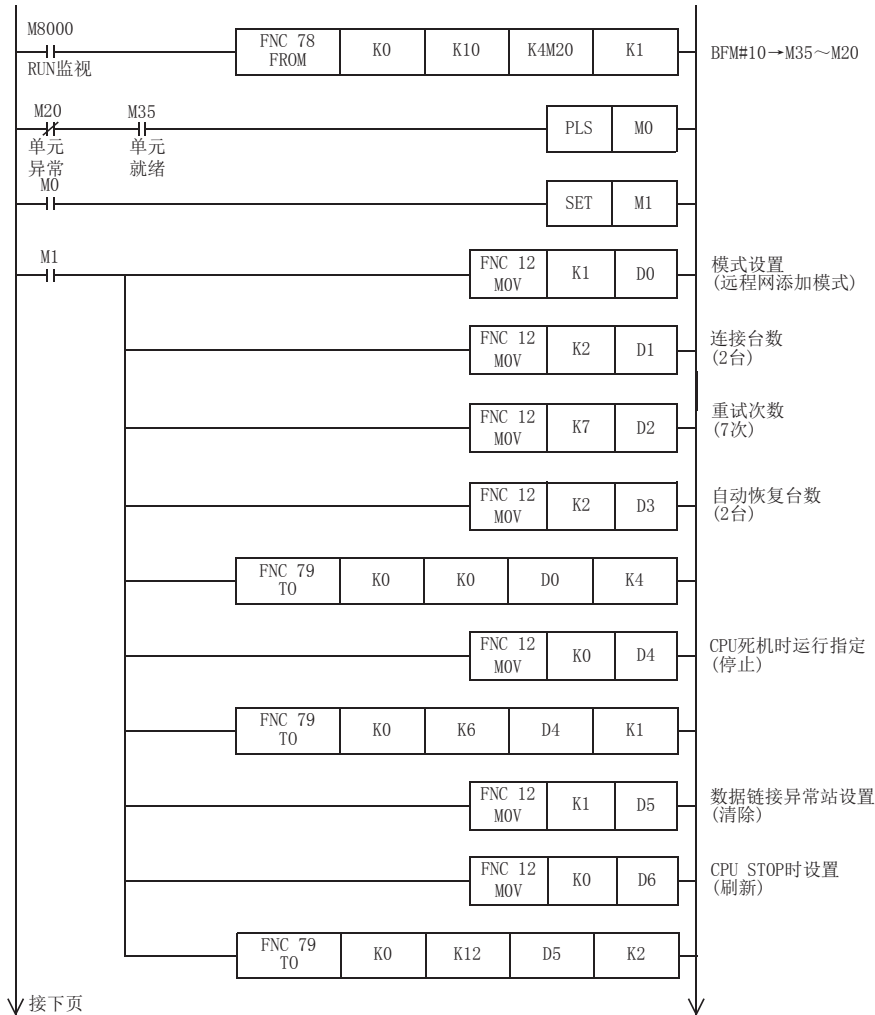 M8000
RUN监视
FNC 78
FROM
K0
K10
K4M20
K1
BFM#10→M35～M20
M20
单元
异常
M35
单元
就绪
PLS
M0
M0
SET
M1
M1
FNC 12
MOV
K1
D0
模式设置
(远程网添加模式)
FNC 12
MOV
K2
D1
连接台数
(2台)
FNC 12
MOV
K7
D2
重试次数
(7次)
FNC 12
MOV
K2
D3
自动恢复台数
(2台)
FNC 79
TO
K0
K0
D0
K4
FNC 12
MOV
K0
D4
CPU死机时运行指定
(停止)
FNC 79
TO
K0
K6
D4
K1
FNC 12
MOV
K1
D5
数据链接异常站设置
(清除)
FNC 12
MOV
K0
D6
CPU STOP时设置
(刷新)
FNC 79
TO
K0
K12
D5
K2
接下页